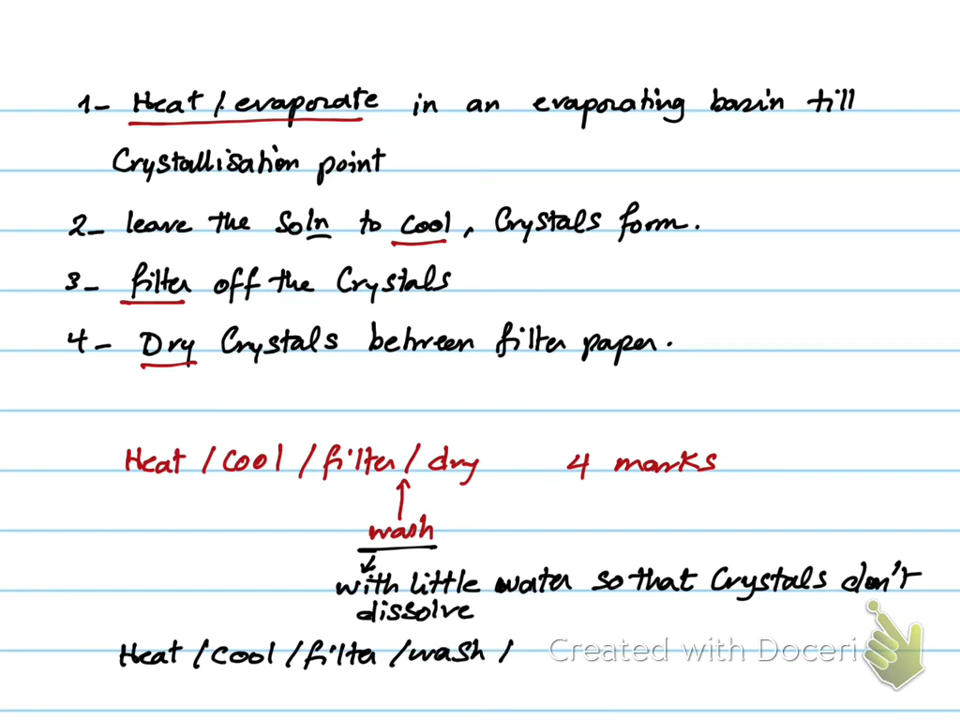 1- Heat / evaporate in an evaporating basin till
Crystallisation point
2- leave the soln to cool, Crystals form.
3- filter off the Crystals
4- Dry Crystals between filter paper.
Heat / Cool / filter / dry 4 marks
wash
with little water so that Crystals don't
dissolve
Heat / Cool / filter / wash /
Created with Doceri